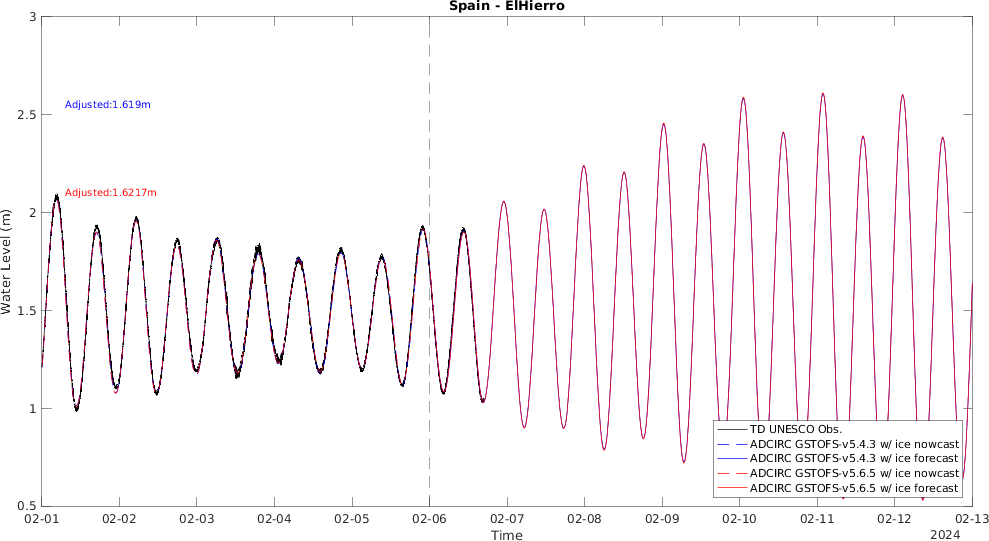 Spain - ElHierro
3
2.5
2
1.5
1
0.5
Water Level (m)
Adjusted:1.619m
Adjusted:1.6217m
TD UNESCO Obs.
ADCIRC GSTOFS-v5.4.3 w/ ice nowcast
ADCIRC GSTOFS-v5.4.3 w/ ice forecast
ADCIRC GSTOFS-v5.6.5 w/ ice nowcast
ADCIRC GSTOFS-v5.6.5 w/ ice forecast
02-01 02-02 02-03 02-04 02-05 02-06 02-07 02-08 02-09 02-10 02-11 02-12 02-13
Time
2024